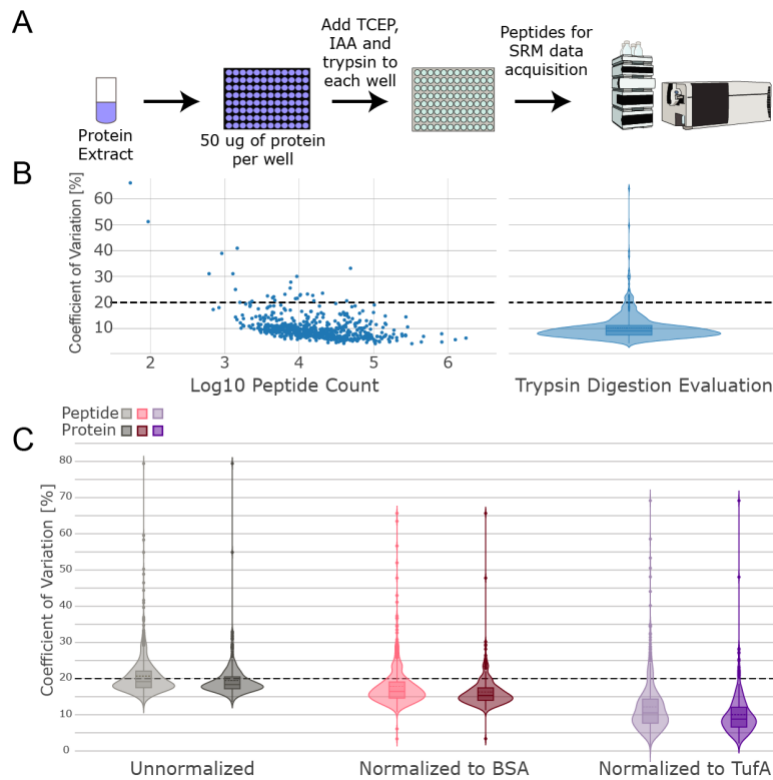 A
Protein
Extract
50 ug of protein
per well
Add TCEP,
IAA and
trypsin to
each well
Peptides for
SRM data
acquisition
B
Coefficient of Variation [%]
60
50
40
30
20
10
2
3
4
5
6
Log10 Peptide Count
Trypsin Digestion Evaluation
C
Peptide
Protein
Coefficient of Variation [%]
80
70
60
50
40
30
20
10
0
Unnormalized
Normalized to BSA
Normalized to TufA